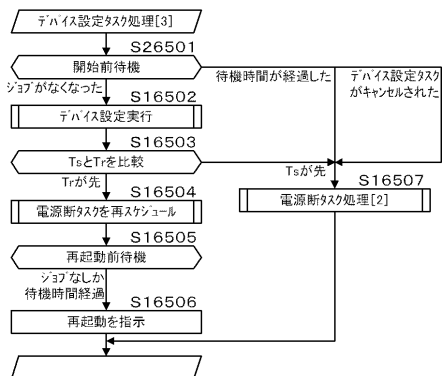 デバイス設定タスク処理[3]
S26501
開始前待機
待機時間が経過した
デバイス設定タスク
がキャンセルされた
ジョブがなくなった
S16502
デバイス設定実行
S16503
TsとTrを比較
Tsが先
Trが先
S16504
S16507
電源断タスクを再スケジュール
電源断タスク処理[2]
S16505
再起動前待機
ジョブなしか
待機時間経過
S16506
再起動を指示